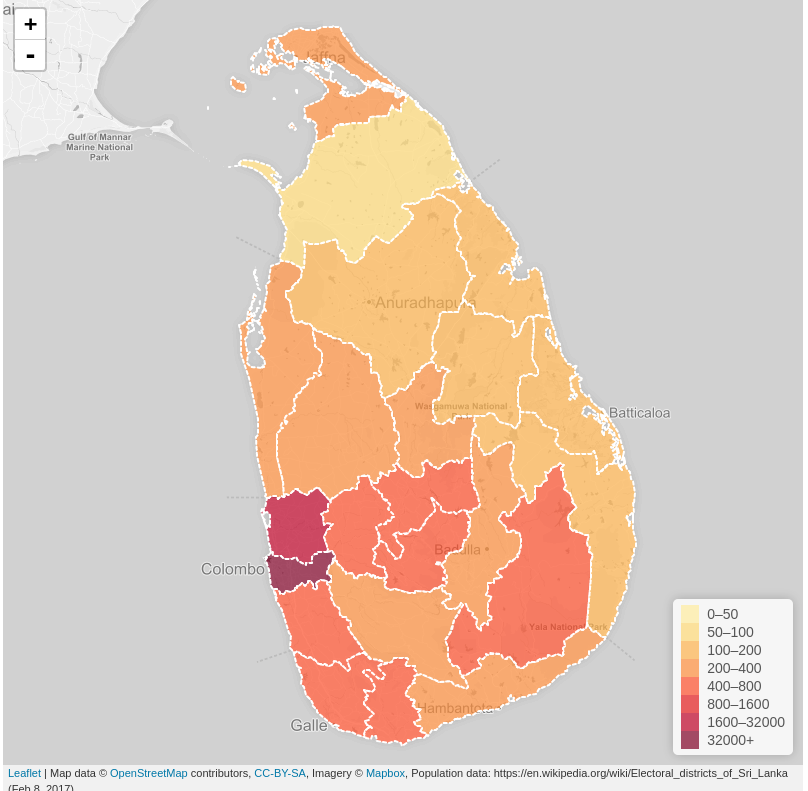 ai
+
-
Jaffna
Gulf of Mannar
Marine National
Park
Anuradhapura
Wasgamuwa National
Batticaloa
Badulla
Colombo
Yala National Park
Hambantota
Galle
0–50
50–100
100–200
200–400
400–800
800–1600
1600–32000
32000+
Leaflet | Map data © OpenStreetMap contributors, CC-BY-SA, Imagery © Mapbox, Population data: https://en.wikipedia.org/wiki/Electoral_districts_of_Sri_Lanka
(Feb 8, 2017)